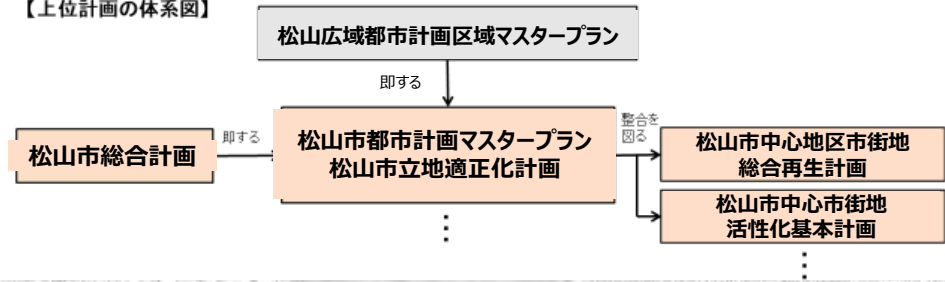 【上位計画の体系図】
松山広域都市計画区域マスタープラン
即する
松山市総合計画
即する
松山市都市計画マスタープラン
松山市立地適正化計画
整合を
図る
松山市中心地区市街地
総合再生計画
松山市中心市街地
活性化基本計画
⋮
⋮